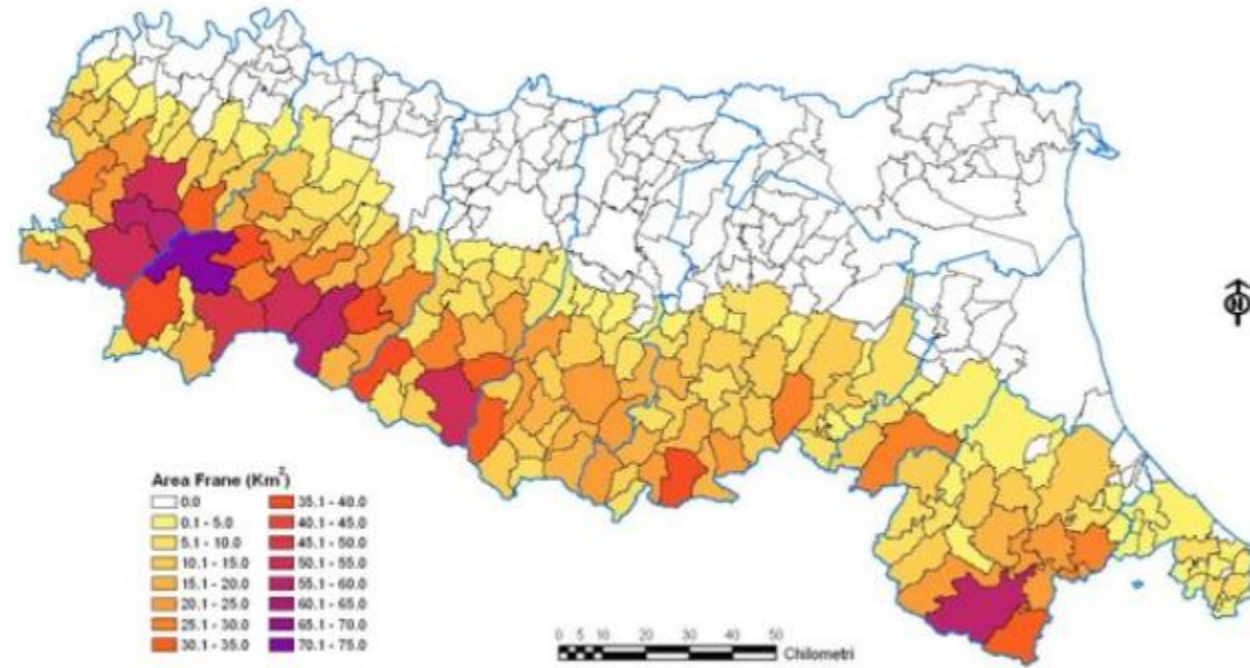 Area Frane (Km²)
0.0
0.1 - 5.0
5.1 - 10.0
10.1 - 15.0
15.1 - 20.0
20.1 - 25.0
25.1 - 30.0
30.1 - 35.0
35.1 - 40.0
40.1 - 45.0
45.1 - 50.0
50.1 - 55.0
55.1 - 60.0
60.1 - 65.0
65.1 - 70.0
70.1 - 75.0
N
0 5 10 20 30 40 50
Chilometri